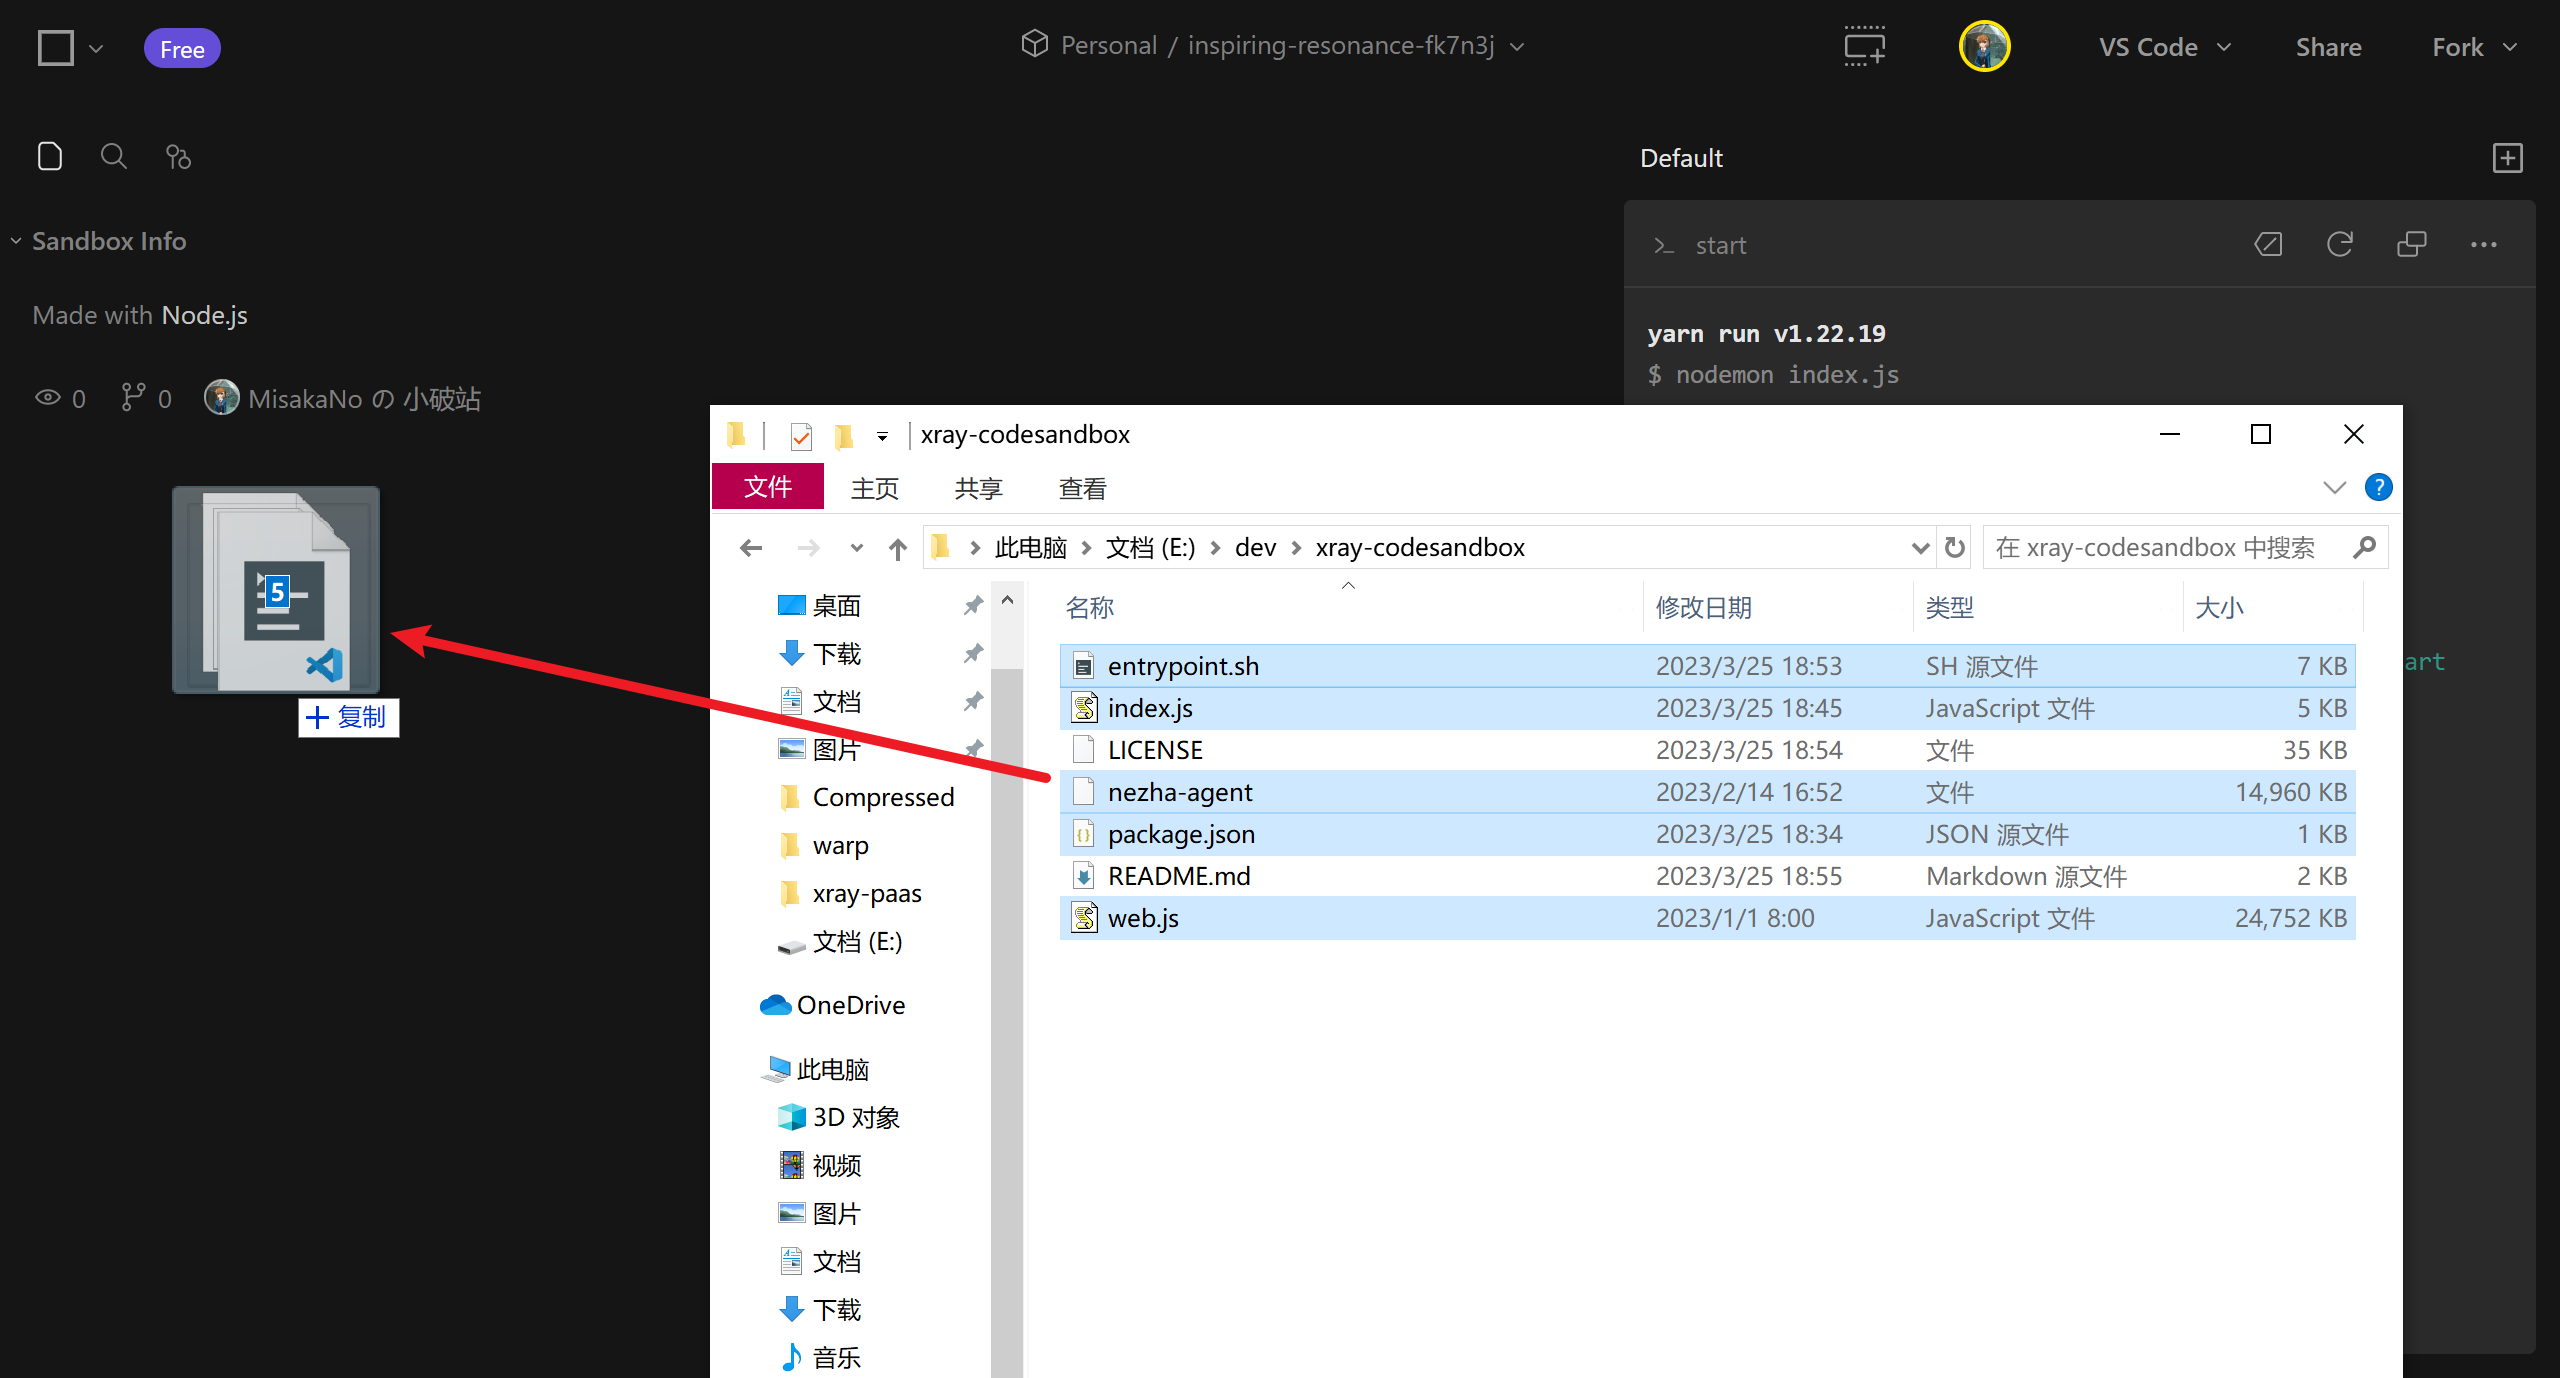 Free
Personal / inspiring-resonance-fk7n3j
VS Code
Share
Fork
Default
Sandbox Info
start
Made with Node.js
yarn run v1.22.19
$ nodemon index.js
0
0
MisakaNo の 小破站
5
复制
art
xray-codesandbox
文件
主页
共享
查看
?
此电脑
文档 (E:)
dev
xray-codesandbox
在 xray-codesandbox 中搜索
桌面
下载
文档
图片
Compressed
warp
xray-paas
文档 (E:)
OneDrive
此电脑
3D 对象
视频
图片
文档
下载
音乐
名称 修改日期 类型 大小
entrypoint.sh 2023/3/25 18:53 SH 源文件 7 KB
index.js 2023/3/25 18:45 JavaScript 文件 5 KB
LICENSE 2023/3/25 18:54 文件 35 KB
nezha-agent 2023/2/14 16:52 文件 14,960 KB
package.json 2023/3/25 18:34 JSON 源文件 1 KB
README.md 2023/3/25 18:55 Markdown 源文件 2 KB
web.js 2023/1/1 8:00 JavaScript 文件 24,752 KB